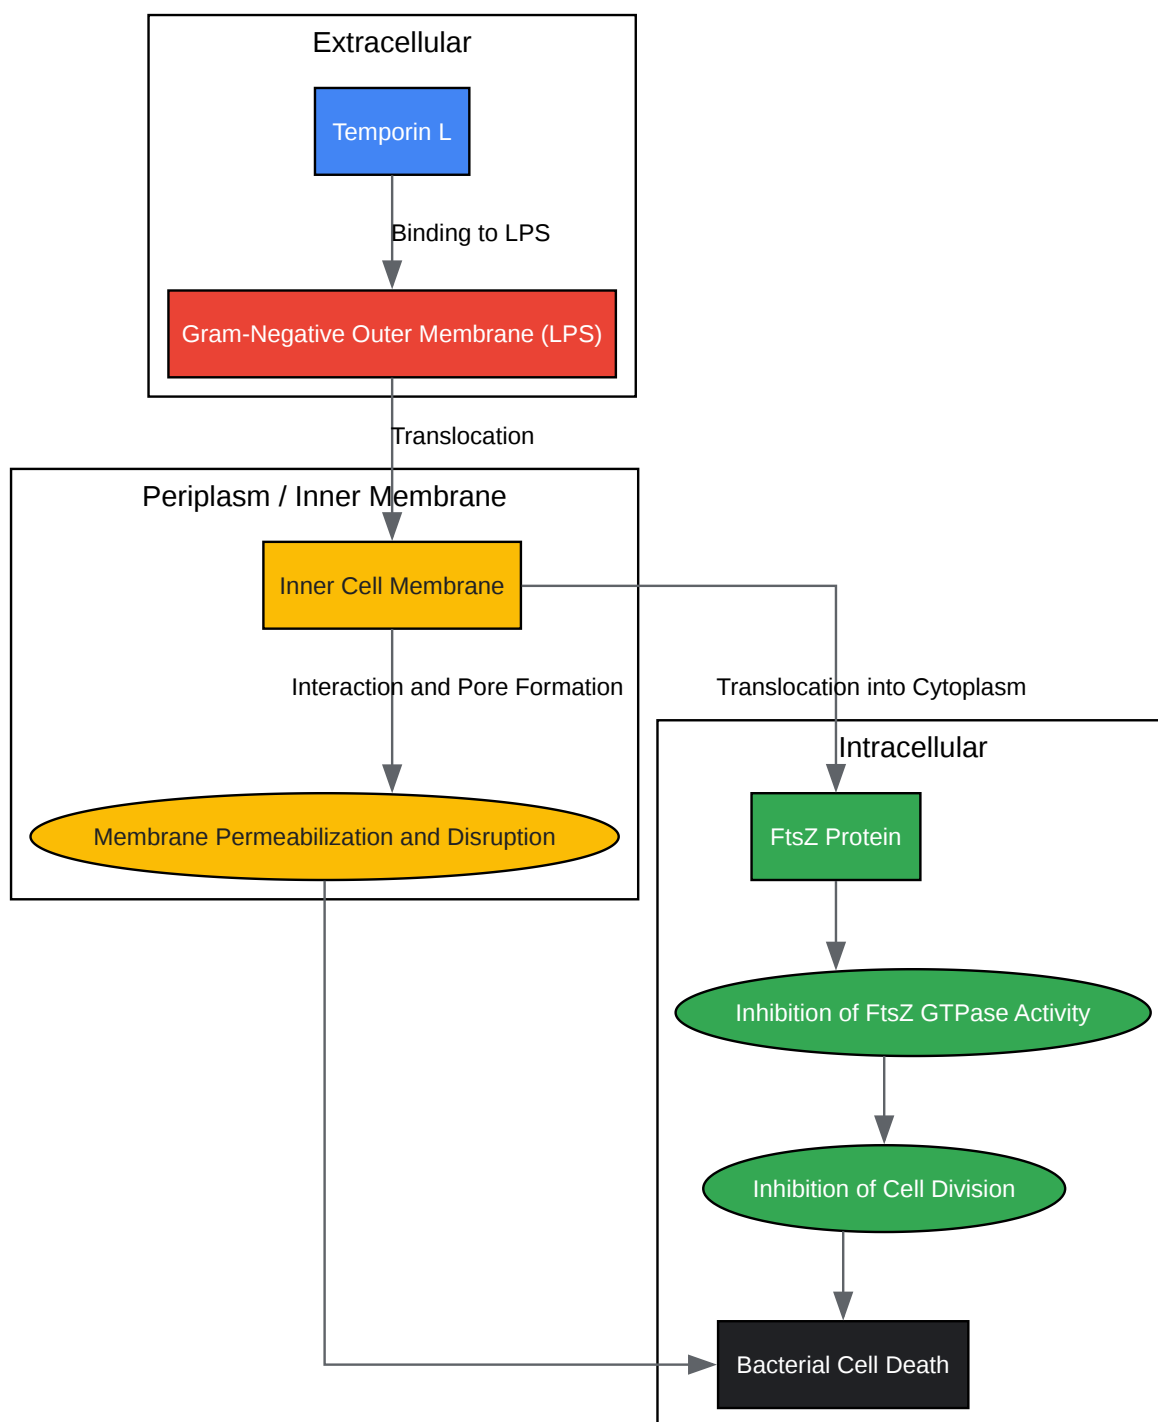 Extracellular
Temporin L
Binding to LPS
Gram-Negative Outer Membrane (LPS)
Translocation
Periplasm / Inner Membrane
Inner Cell Membrane
Interaction and Pore Formation
Translocation into Cytoplasm
Intracellular
Membrane Permeabilization and Disruption
FtsZ Protein
Inhibition of FtsZ GTPase Activity
Inhibition of Cell Division
Bacterial Cell Death